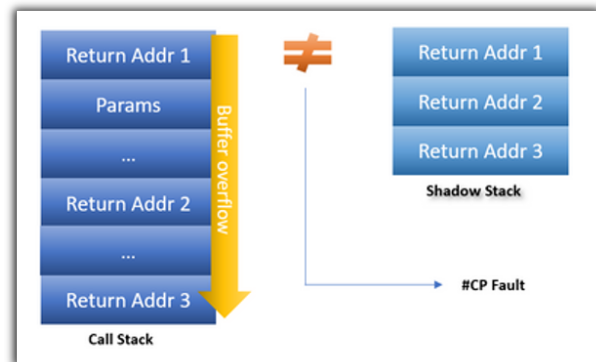 Return Addr 1
Params
...
Return Addr 2
...
Return Addr 3
Call Stack
Buffer overflow
≠
Return Addr 1
Return Addr 2
Return Addr 3
Shadow Stack
#CP Fault